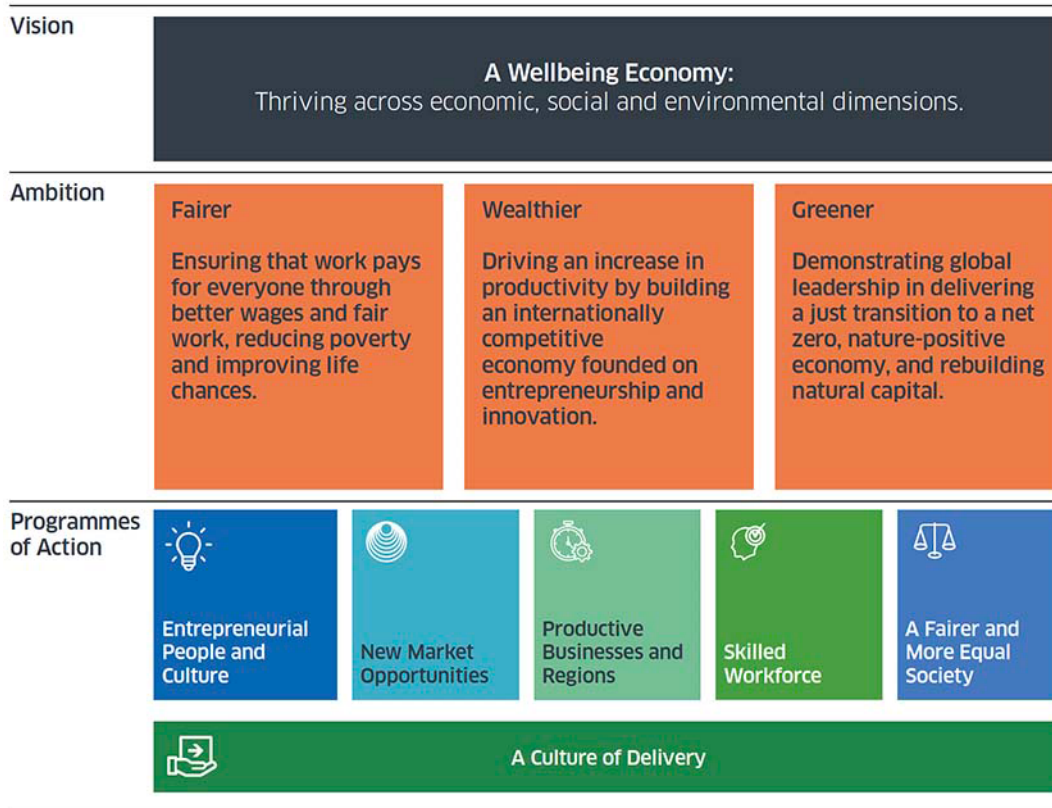 Vision
A Wellbeing Economy:
Thriving across economic, social and environmental dimensions.
Ambition
Fairer
Ensuring that work pays
for everyone through
better wages and fair
work, reducing poverty
and improving life
chances.
Wealthier
Driving an increase in
productivity by building
an internationally
competitive
economy founded on
entrepreneurship and
innovation.
Greener
Demonstrating global
leadership in delivering
a just transition to a net
zero, nature-positive
economy, and rebuilding
natural capital.
Programmes
of Action
Entrepreneurial
People and
Culture
New Market
Opportunities
Productive
Businesses and
Regions
Skilled
Workforce
A Fairer and
More Equal
Society
A Culture of Delivery